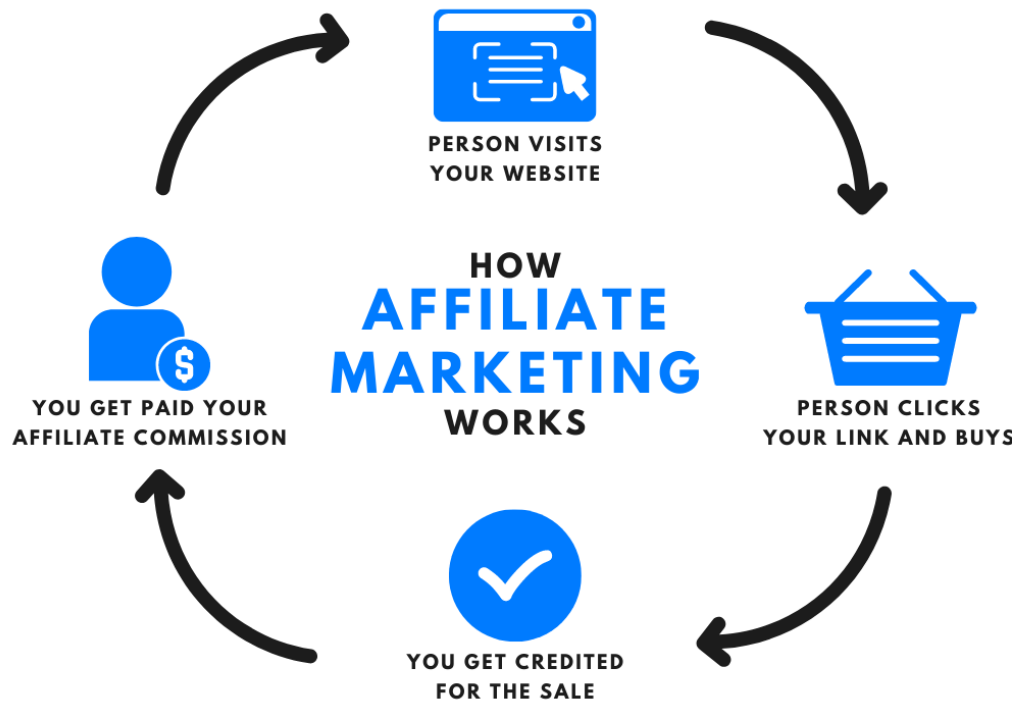 PERSON VISITS
YOUR WEBSITE
HOW
AFFILIATE
MARKETING
WORKS
PERSON CLICKS
YOUR LINK AND BUYS
YOU GET CREDITED
FOR THE SALE
$
YOU GET PAID YOUR
AFFILIATE COMMISSION